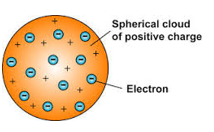 Spherical cloud
of positive charge
Electron